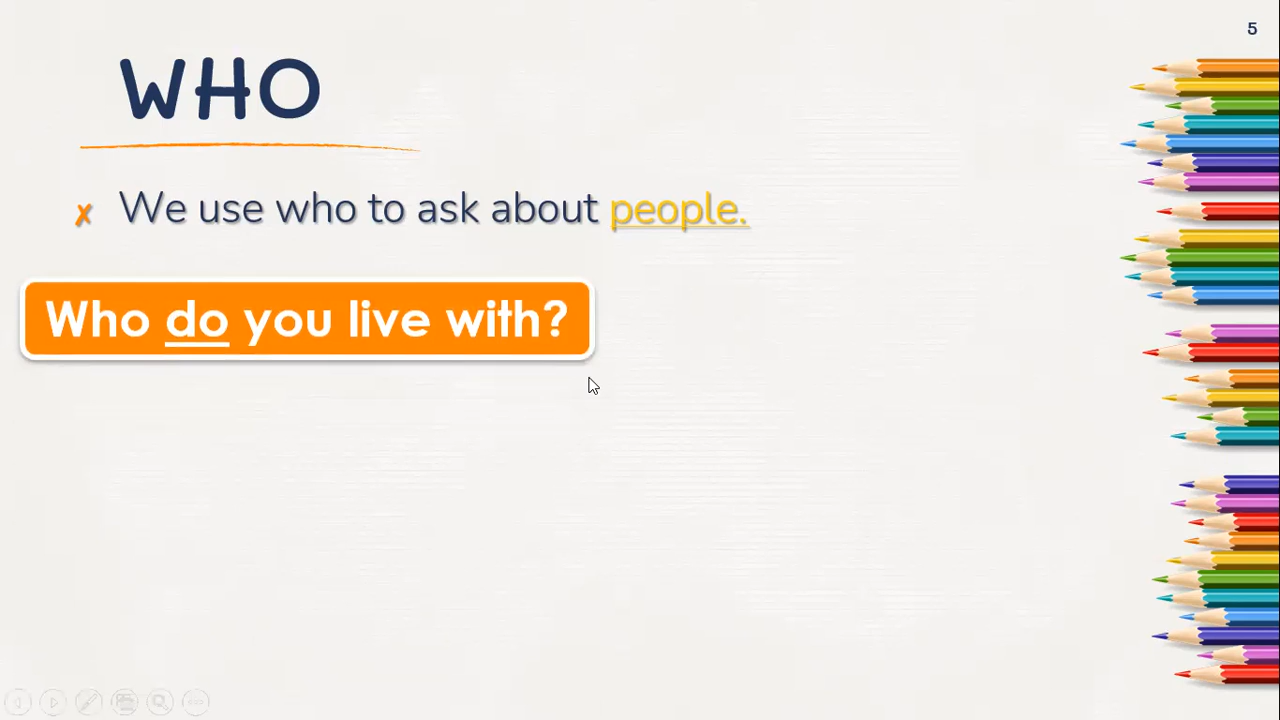 5
WHO
✗ We use who to ask about people.
Who do you live with?